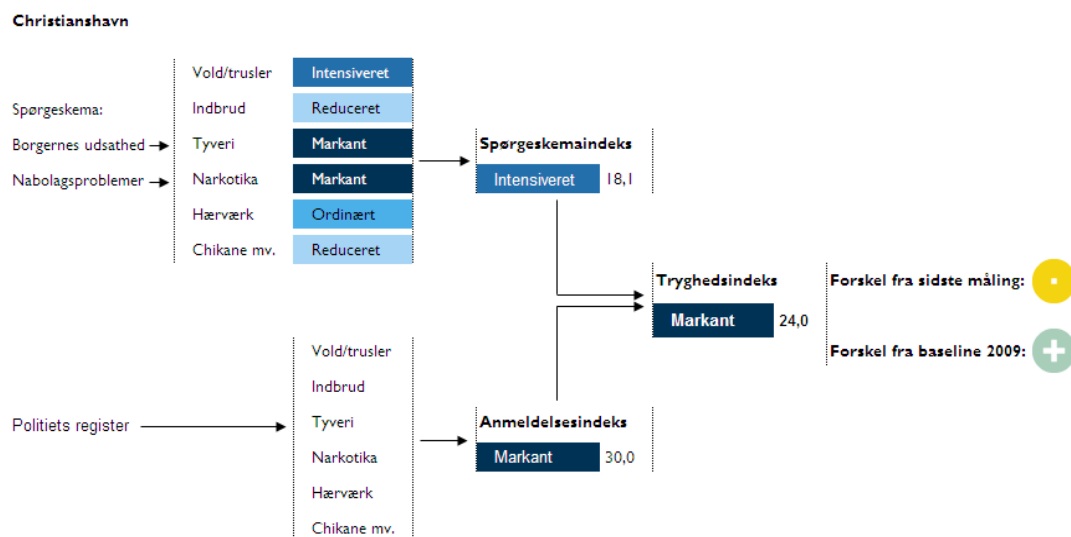 Christianshavn
Vold/trusler Intensiveret
Spørgeskema: Indbrud Reduceret
Borgernes udsathed Tyveri Markant Spørgeskemaindeks
Nabolagsproblemer Narkotika Markant Intensiveret 18,1
Hærværk Ordinært
Chikane mv. Reduceret
Tryghedsindeks Forskel fra sidste måling:
Markant 24,0
Vold/trusler Forskel fra baseline 2009:
Indbrud
Politiets register Tyveri Anmeldelsesindeks
Narkotika Markant 30,0
Hærværk
Chikane mv.